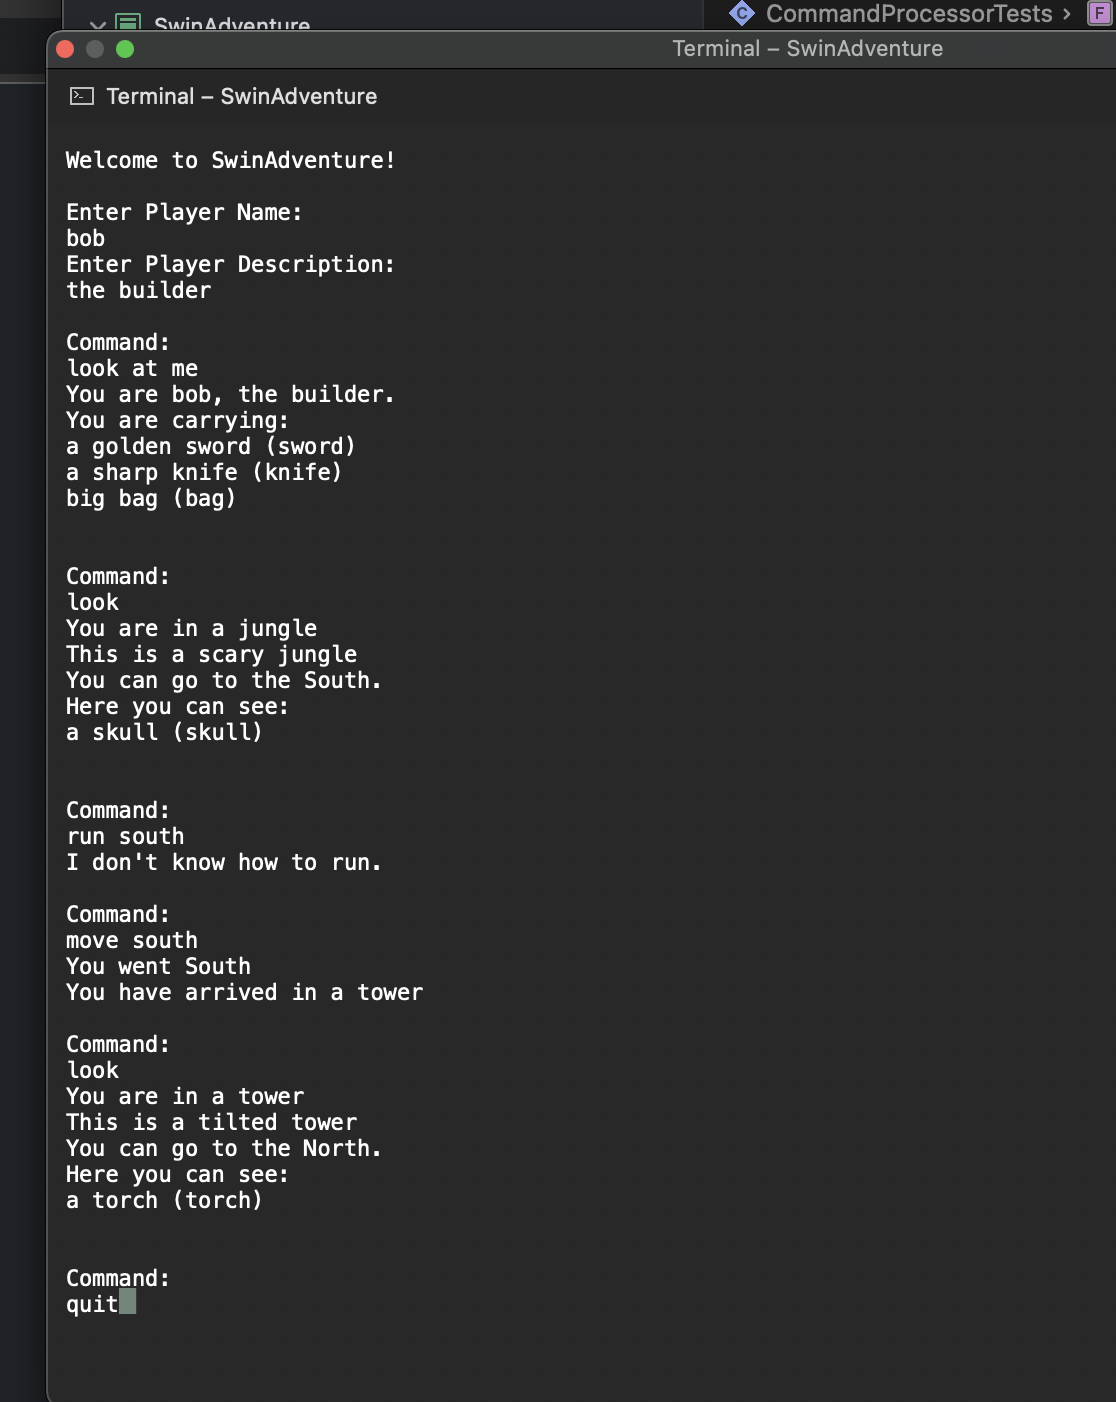 SwinAdventure
CommandProcessorTests
F
C
Terminal – SwinAdventure
Terminal – SwinAdventure
Welcome to SwinAdventure!
Enter Player Name:
bob
Enter Player Description:
the builder
Command:
look at me
You are bob, the builder.
You are carrying:
a golden sword (sword)
a sharp knife (knife)
big bag (bag)
Command:
look
You are in a jungle
This is a scary jungle
You can go to the South.
Here you can see:
a skull (skull)
Command:
run south
I don't know how to run.
Command:
move south
You went South
You have arrived in a tower
Command:
look
You are in a tower
This is a tilted tower
You can go to the North.
Here you can see:
a torch (torch)
Command:
quit